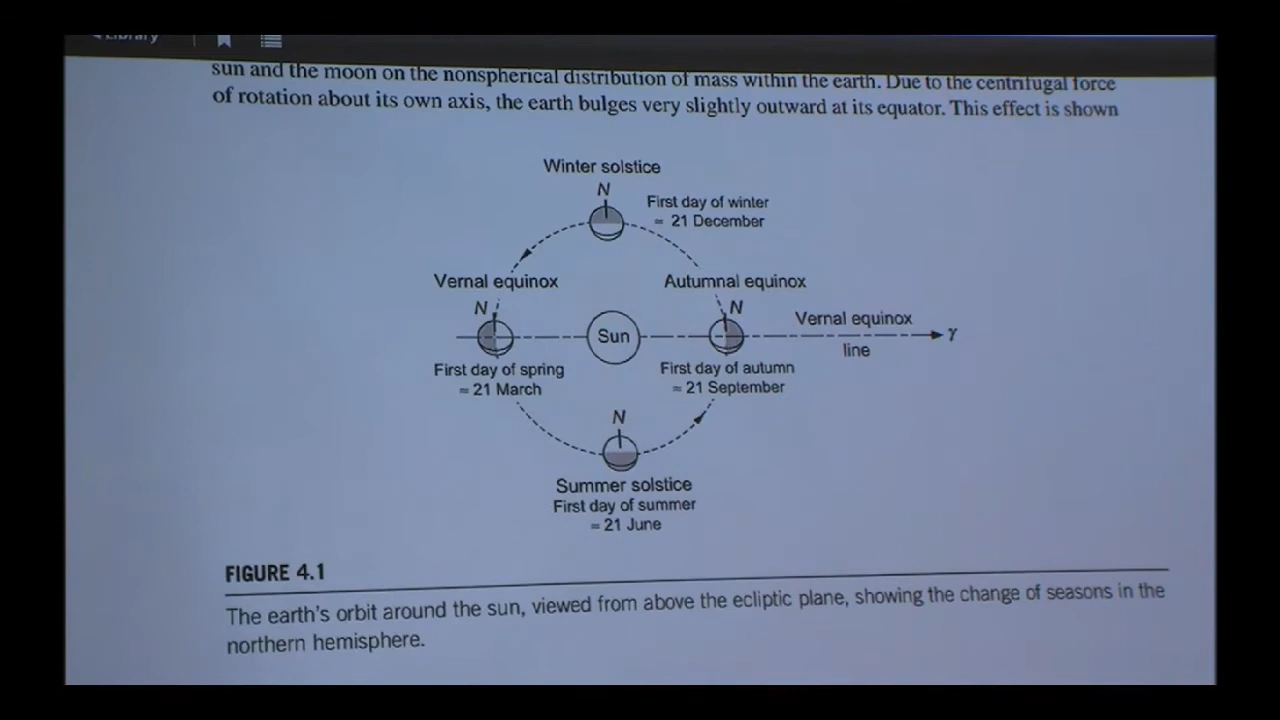 Library
sun and the moon on the nonspherical distribution of mass within the earth. Due to the centrifugal force
of rotation about its own axis, the earth bulges very slightly outward at its equator. This effect is shown
Winter solstice
N
First day of winter
≈ 21 December
Vernal equinox
Autumnal equinox
N
N
Sun
Vernal equinox
line
γ
First day of spring
≈ 21 March
First day of autumn
≈ 21 September
N
Summer solstice
First day of summer
≈ 21 June
FIGURE 4.1
The earth's orbit around the sun, viewed from above the ecliptic plane, showing the change of seasons in the
northern hemisphere.